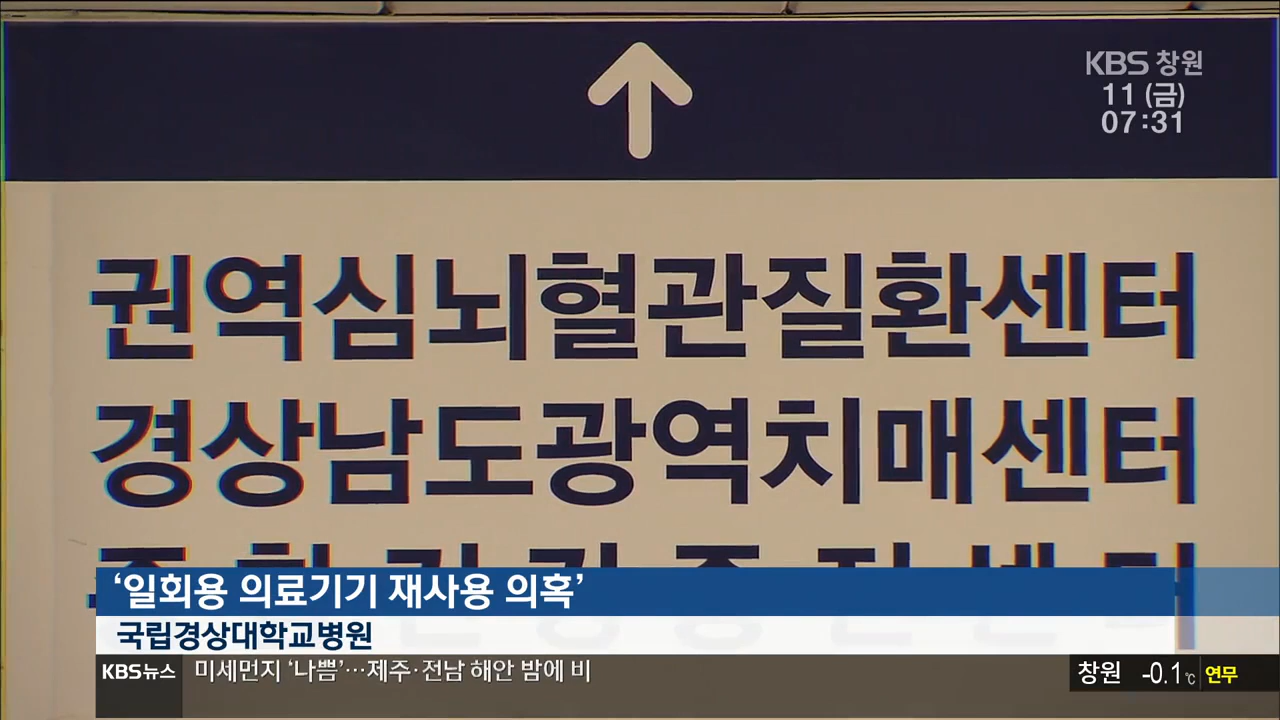 KBS 창원
11 (금)
07:31
권역심뇌혈관질환센터
경상남도광역치매센터
‘일회용 의료기기 재사용 의혹’
국립경상대학교병원
KBS뉴스 미세먼지 ‘나쁨’…제주·전남 해안 밤에 비
창원 -0.1℃ 연무